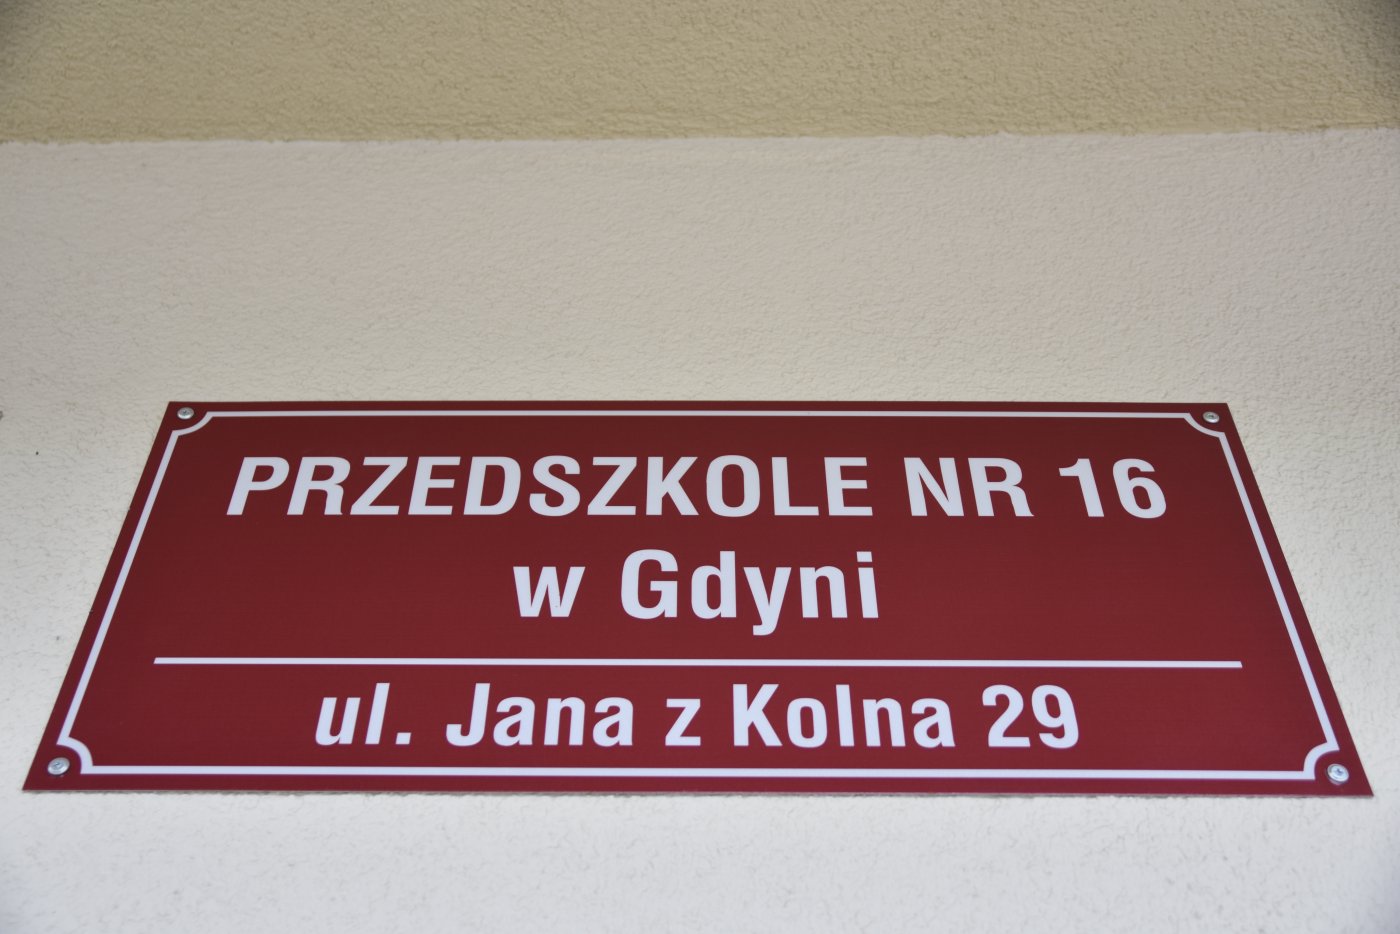 PRZEDSZKOLE NR 16
w Gdyni
ul. Jana z Kolna 29